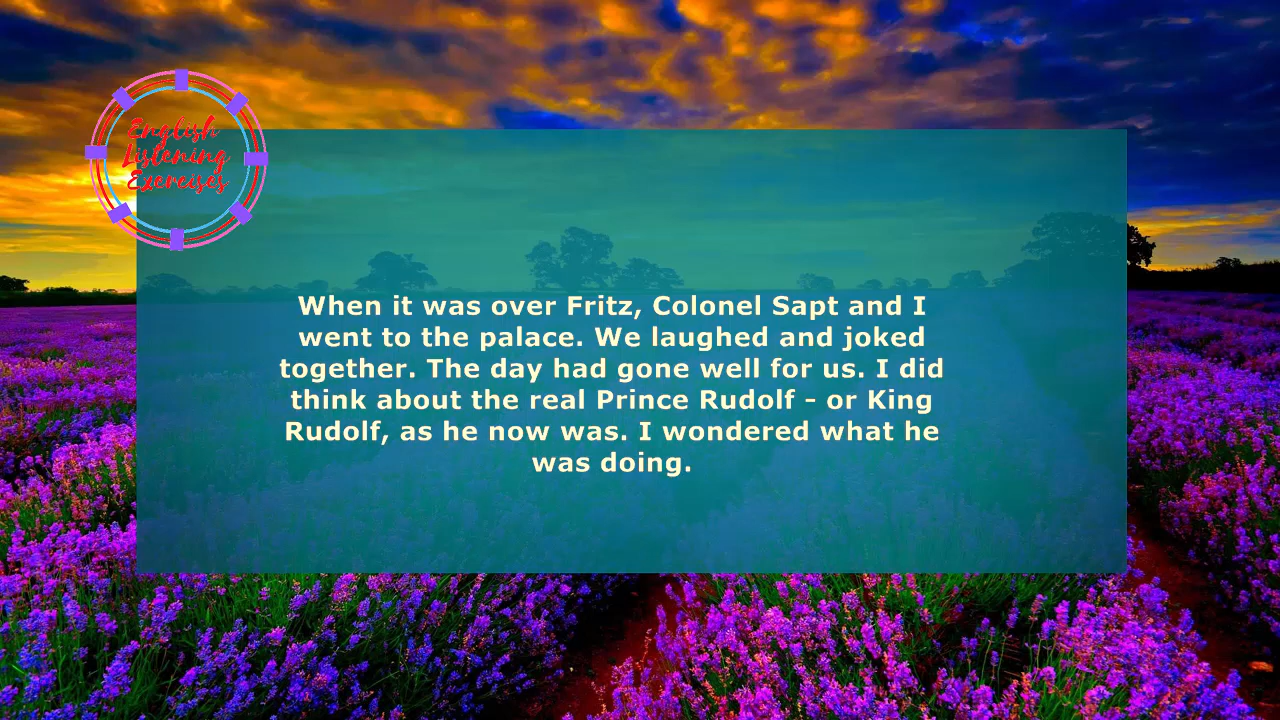 English
Listening
Exercises
When it was over Fritz, Colonel Sapt and I
went to the palace. We laughed and joked
together. The day had gone well for us. I did
think about the real Prince Rudolf - or King
Rudolf, as he now was. I wondered what he
was doing.